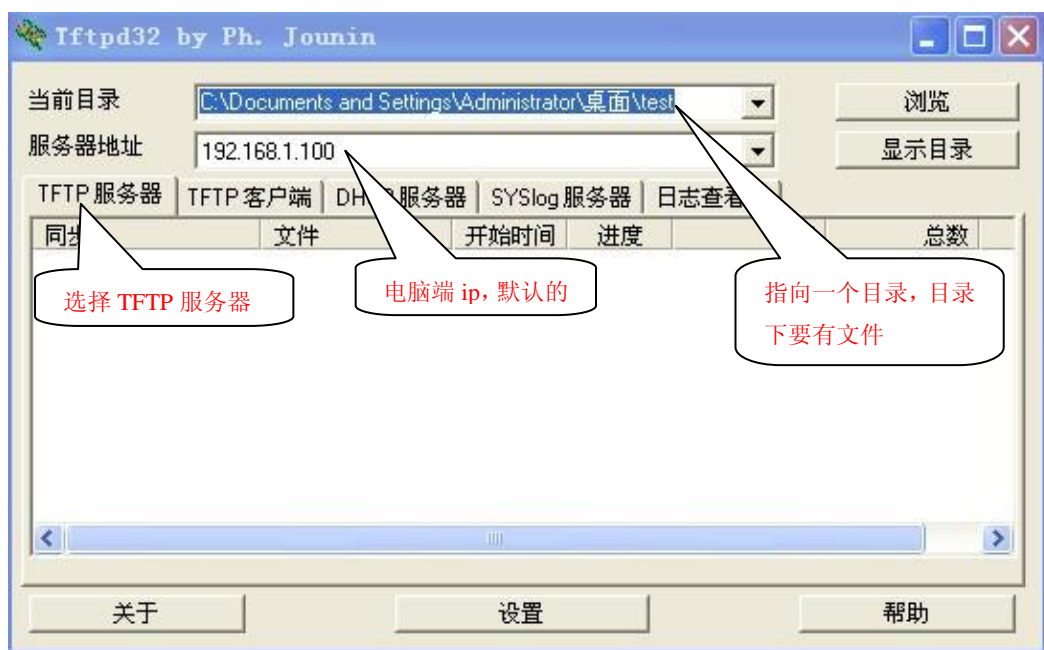 Tftpd32 by Ph. Jounin
当前目录
C:\Documents and Settings\Administrator\桌面\test
浏览
服务器地址
192.168.1.100
显示目录
TFTP 服务器
TFTP 客户端
DH P 服务器
SYSlog 服务器
日志查看
同步
文件
开始时间
进度
总数
选择 TFTP 服务器
电脑端 ip，默认的
指向一个目录，目录
下要有文件
关于
设置
帮助